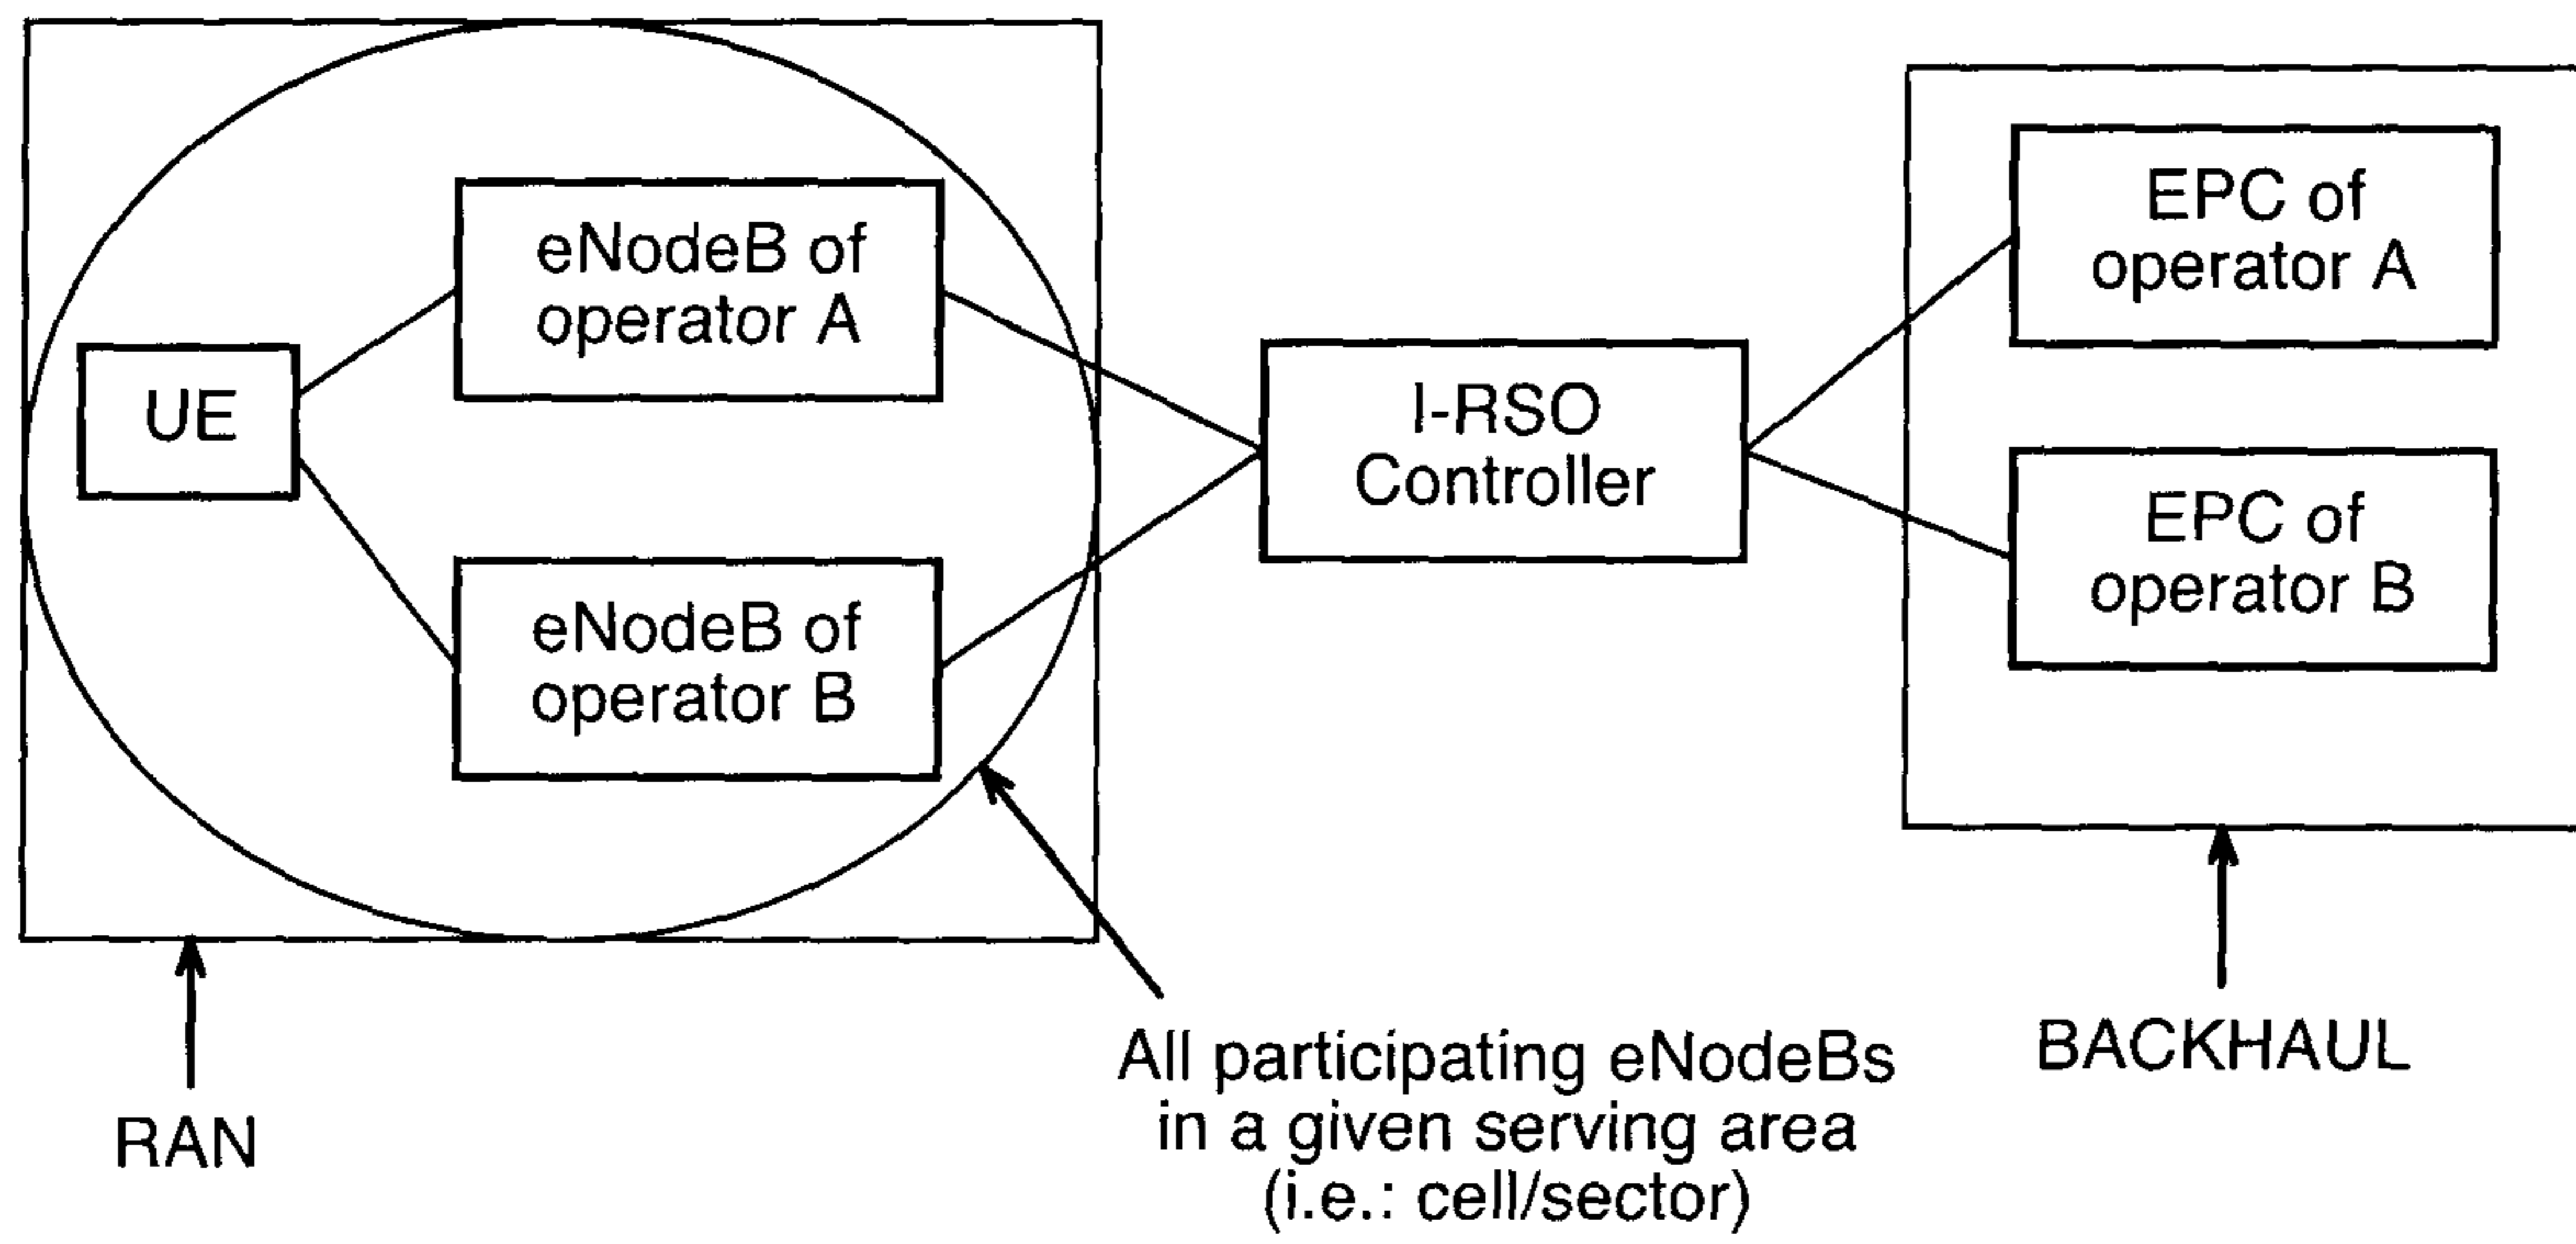 eNodeB of
operator A
UE
eNodeB of
operator B
I-RSO
Controller
EPC of
operator A
EPC of
operator B
RAN
All participating eNodeBs
in a given serving area
(i.e.: cell/sector)
BACKHAUL